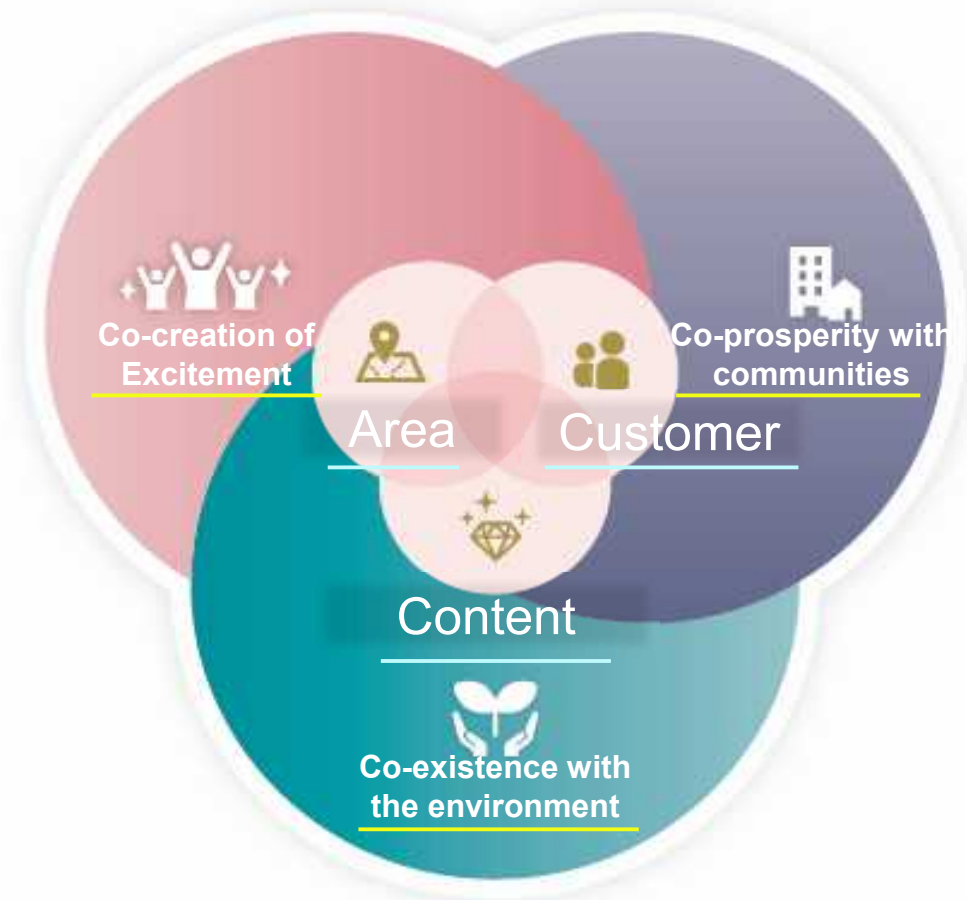 Co-creation of
Excitement
Co-prosperity with
communities
Area
Customer
Content
Co-existence with
the environment